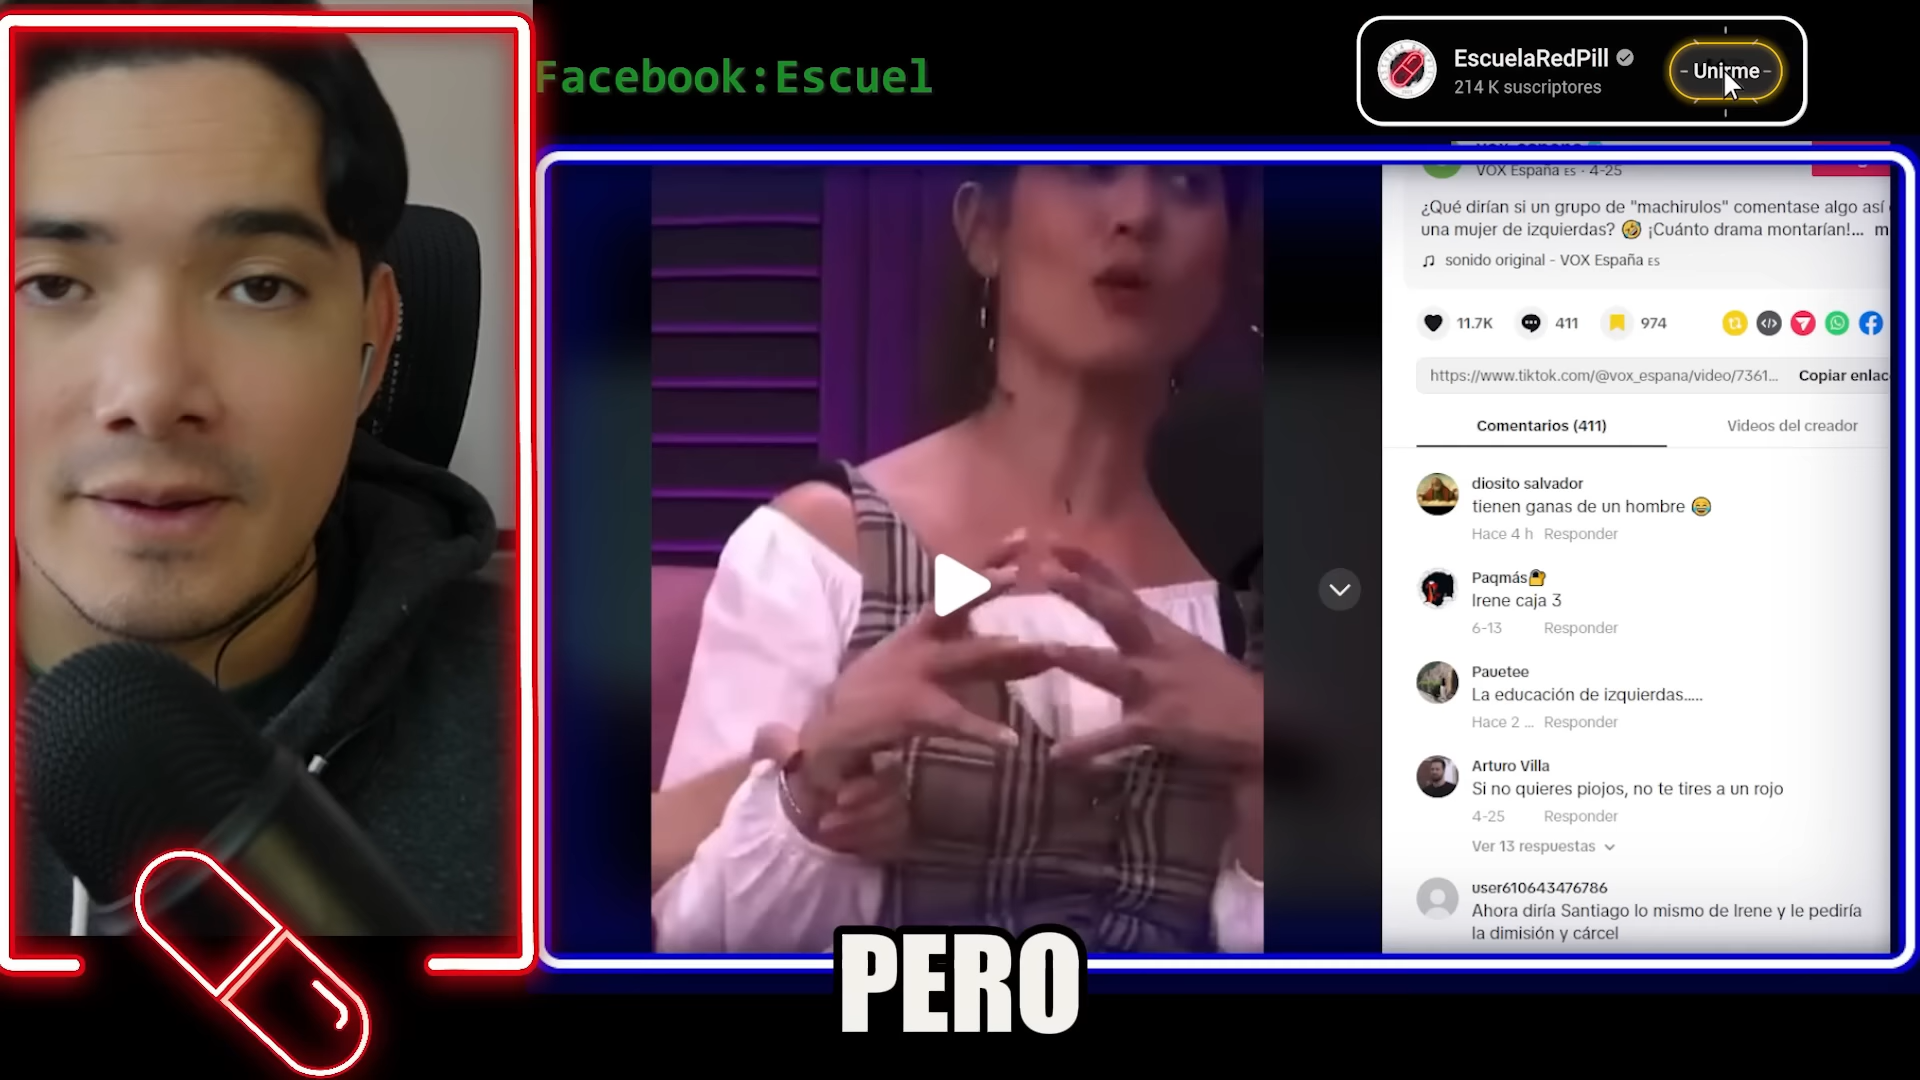 Facebook:Escuel
EscuelaRedPill
214 K suscriptores
Unirme
VOX España ES · 4-25
¿Qué dirían si un grupo de "machirulos" comentase algo así
una mujer de izquierdas? 🤣 ¡Cuánto drama montarían!... m
sonido original - VOX España ES
11.7K
411
974
https://www.tiktok.com/@vox_espana/video/7361...
Copiar enlac
Comentarios (411)
Videos del creador
diosito salvador
tienen ganas de un hombre 😂
Hace 4 h Responder
Paqmás
Irene caja 3
6-13 Responder
Pauetee
La educación de izquierdas.....
Hace 2 ... Responder
Arturo Villa
Si no quieres piojos, no te tires a un rojo
4-25 Responder
Ver 13 respuestas
user610643476786
Ahora diría Santiago lo mismo de Irene y le pediría
la dimisión y cárcel
PERO